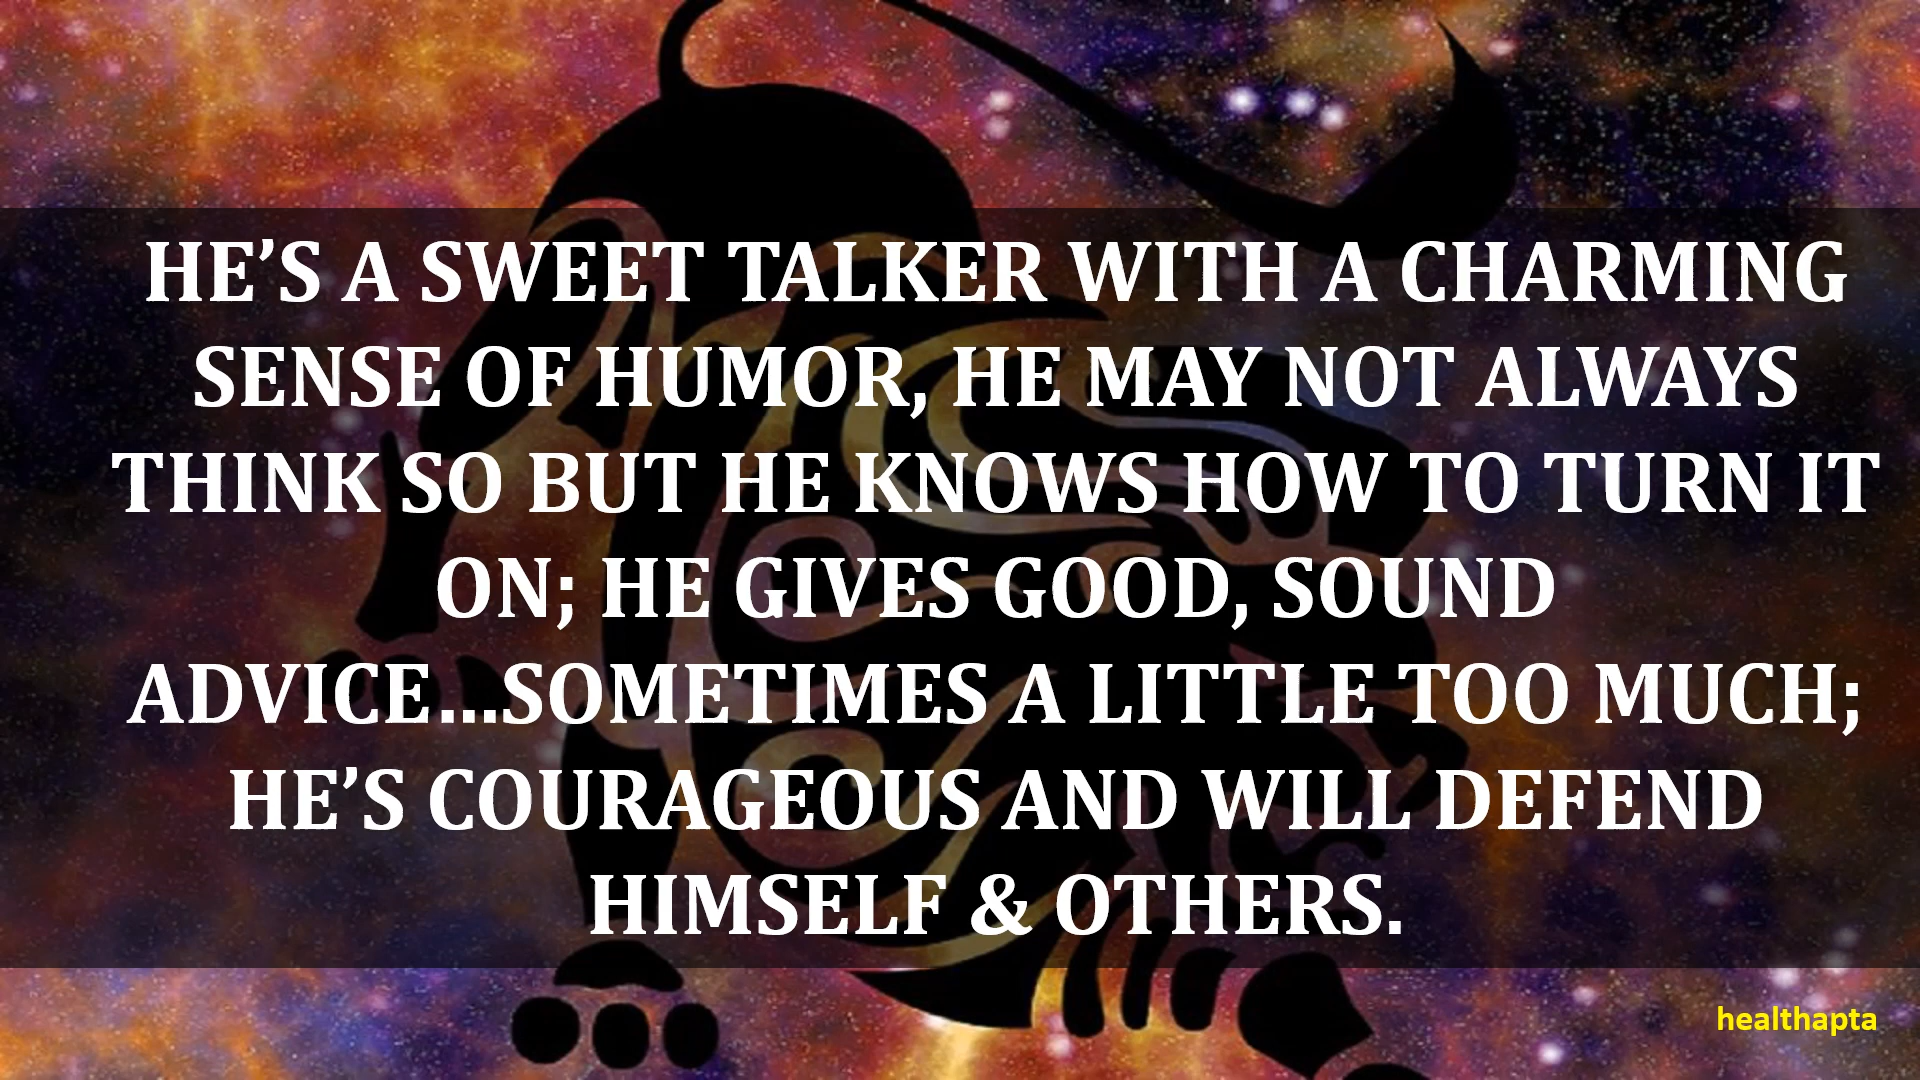 HE’S A SWEET TALKER WITH A CHARMING
SENSE OF HUMOR, HE MAY NOT ALWAYS
THINK SO BUT HE KNOWS HOW TO TURN IT
ON; HE GIVES GOOD, SOUND
ADVICE…SOMETIMES A LITTLE TOO MUCH;
HE’S COURAGEOUS AND WILL DEFEND
HIMSELF & OTHERS.
healthapta